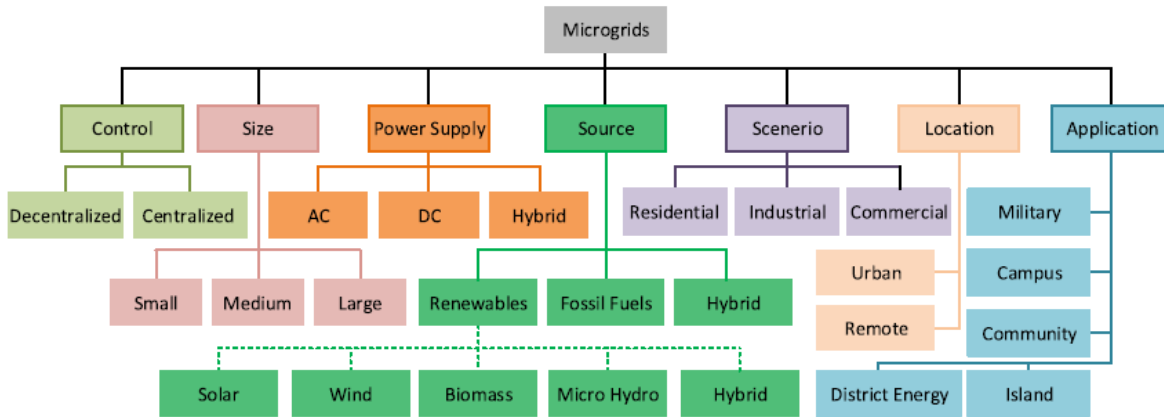 Microgrids
Control
Size
Power Supply
Source
Scenerio
Location
Application
Decentralized
Centralized
AC
DC
Hybrid
Residential
Industrial
Commercial
Military
Urban
Campus
Small
Medium
Large
Renewables
Fossil Fuels
Hybrid
Remote
Community
Solar
Wind
Biomass
Micro Hydro
Hybrid
District Energy
Island